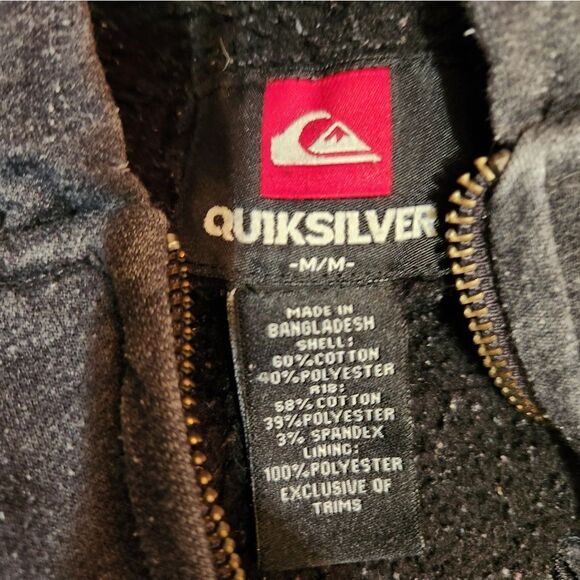 QUIKSILVER
-M/M-
MADE IN
BANGLADESH
SHELL:
60%COTTON
40%POLYESTER
RIB:
58% COTTON
39%POLYESTER
3% SPANDEX
LINING:
100%POLYESTER
EXCLUSIVE OF
TRIMS